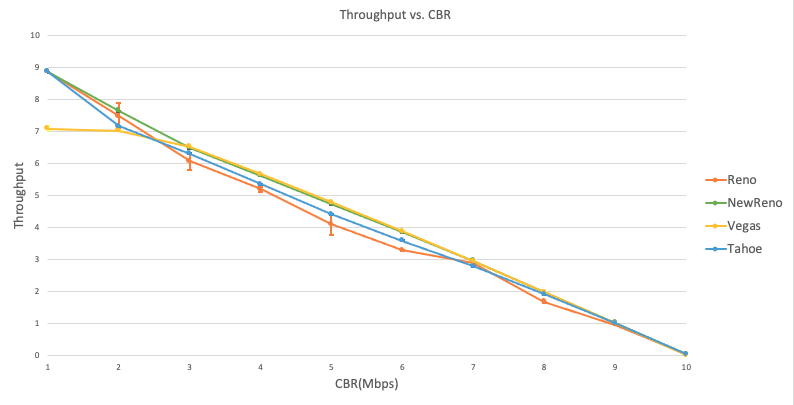 Throughput vs. CBR
10
9
8
7
6
5
4
3
2
1
0
Throughput
1 2 3 4 5 6 7 8 9 10
CBR(Mbps)
Reno
NewReno
Vegas
Tahoe